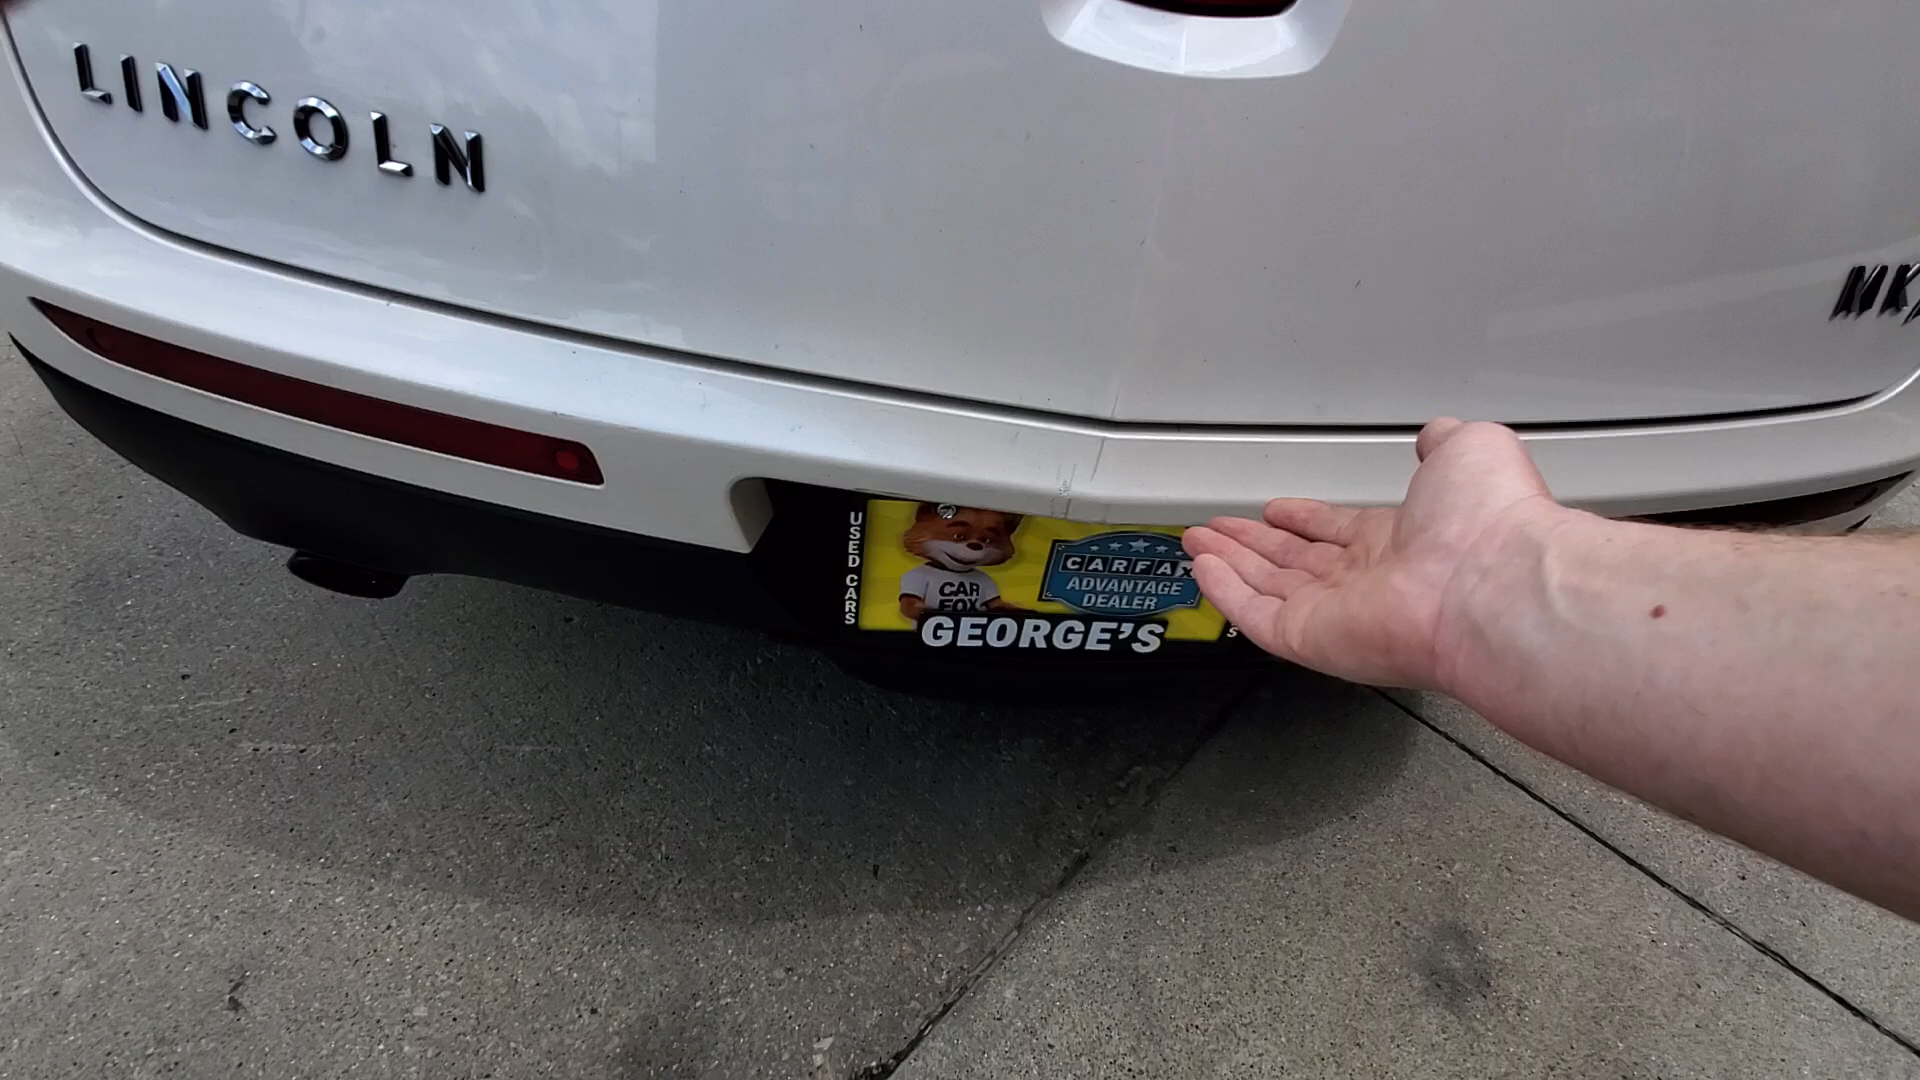 LINCOLN
USED CARS
CAR
FOX
CARFAX
ADVANTAGE
DEALER
GEORGE'S